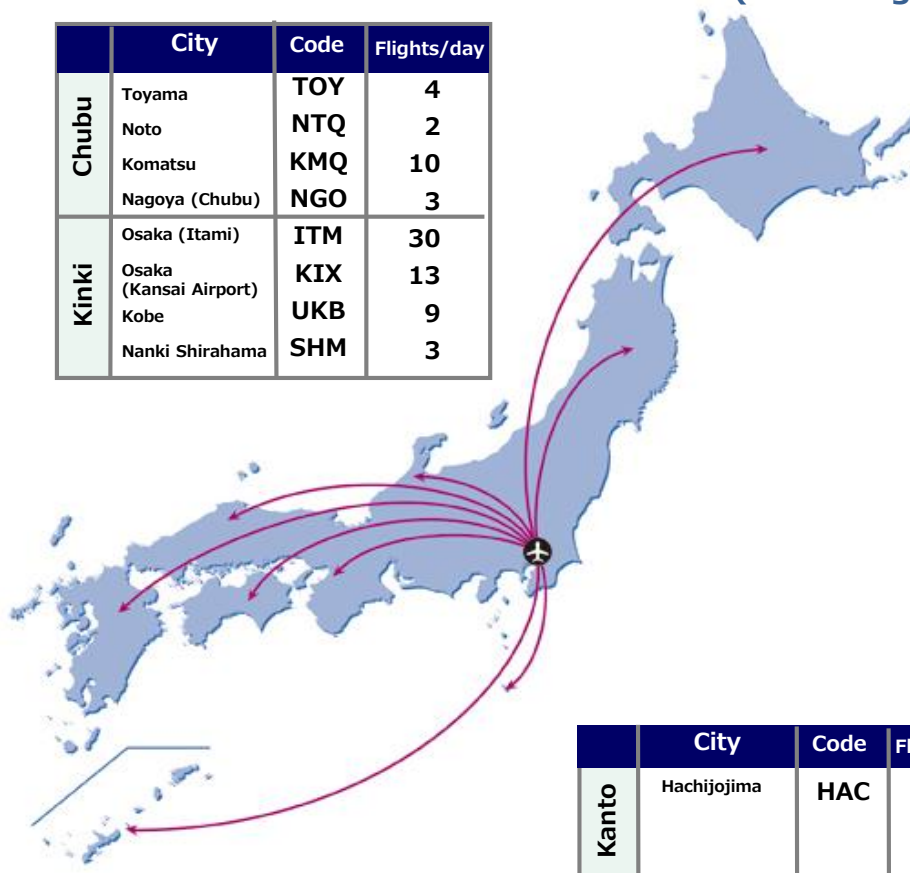 City Code Flights/day
Chubu
Toyama TOY 4
Noto NTQ 2
Komatsu KMQ 10
Nagoya (Chubu) NGO 3
Kinki
Osaka (Itami) ITM 30
Osaka
(Kansai Airport) KIX 13
Kobe UKB 9
Nanki Shirahama SHM 3
City Code
Kanto
Hachijojima HAC